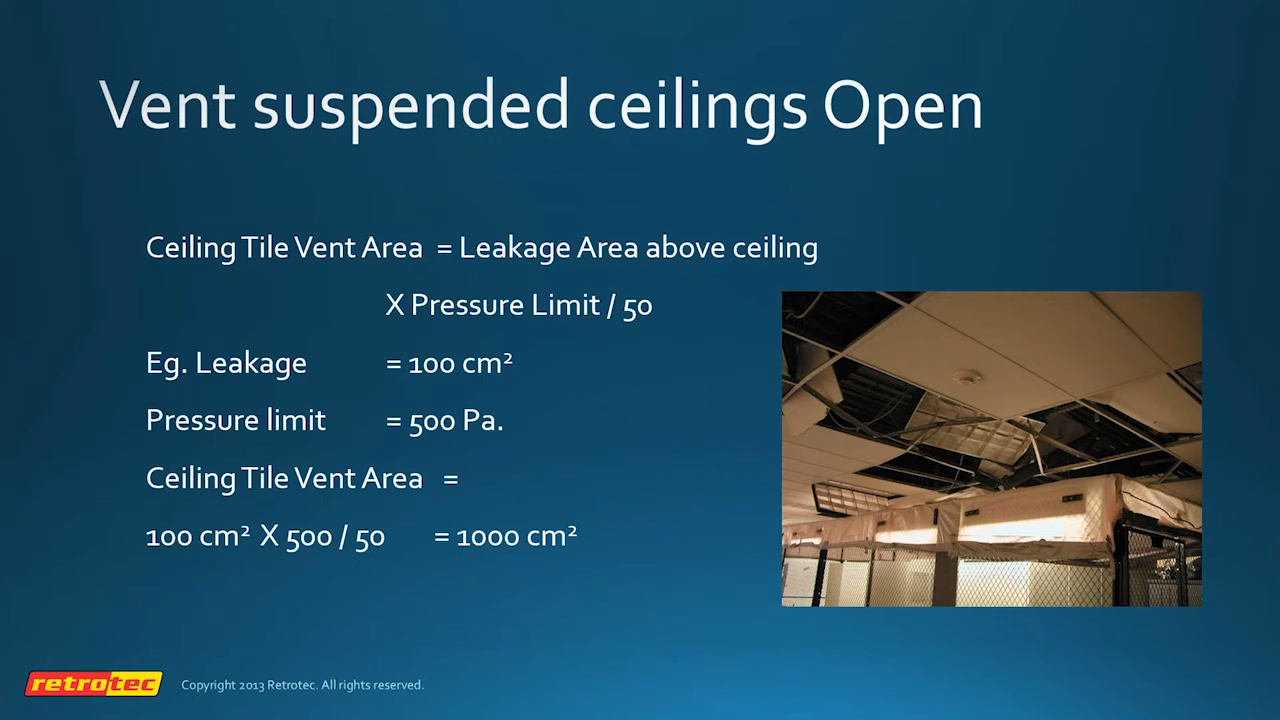 Vent suspended ceilings Open
Ceiling Tile Vent Area = Leakage Area above ceiling
X Pressure Limit / 50
Eg. Leakage = 100 cm²
Pressure limit = 500 Pa.
Ceiling Tile Vent Area =
100 cm² X 500 / 50 = 1000 cm²
retrotec
Copyright 2013 Retrotec. All rights reserved.